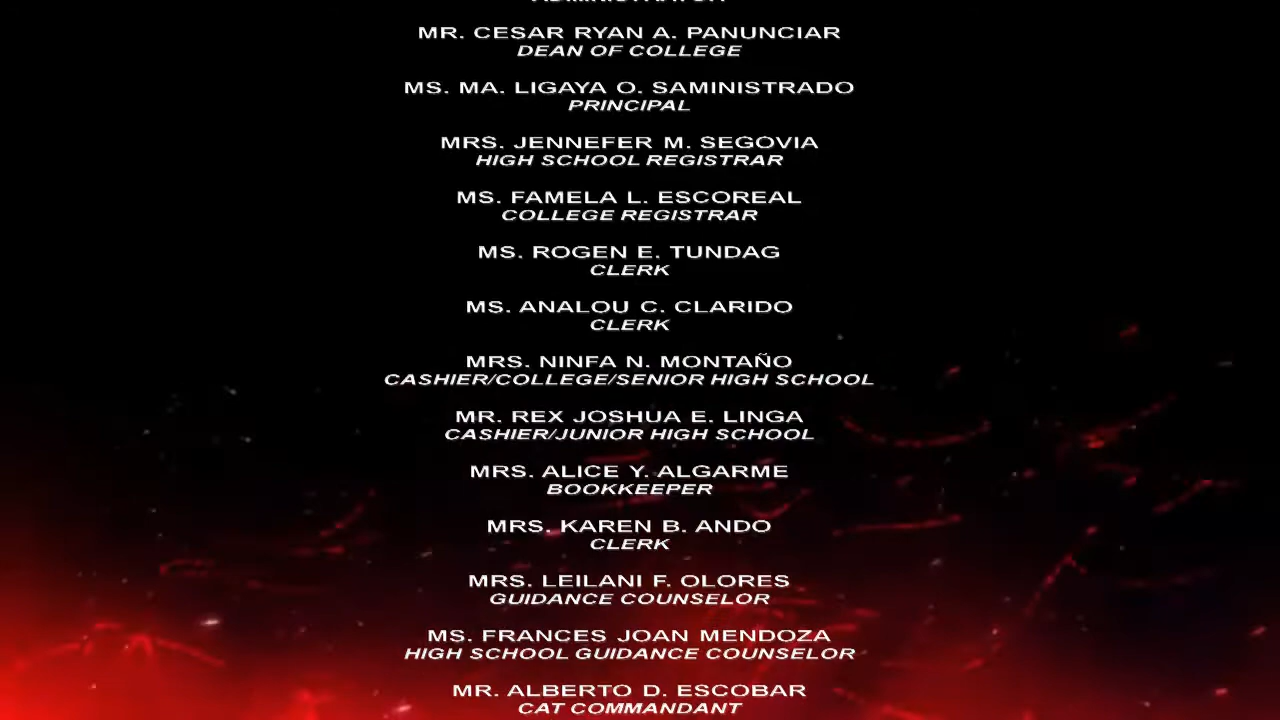 MR. CESAR RYAN A. PANUNCIAR
DEAN OF COLLEGE
MS. MA. LIGAYA O. SAMINISTRADO
PRINCIPAL
MRS. JENNEFER M. SEGOVIA
HIGH SCHOOL REGISTRAR
MS. FAMELA L. ESCOREAL
COLLEGE REGISTRAR
MS. ROGEN E. TUNDAG
CLERK
MS. ANALOU C. CLARIDO
CLERK
MRS. NINFA N. MONTAÑO
CASHIER/COLLEGE/SENIOR HIGH SCHOOL
MR. REX JOSHUA E. LINGA
CASHIER/JUNIOR HIGH SCHOOL
MRS. ALICE Y. ALGARME
BOOKKEEPER
MRS. KAREN B. ANDO
CLERK
MRS. LEILANI F. OLORES
GUIDANCE COUNSELOR
MS. FRANCES JOAN MENDOZA
HIGH SCHOOL GUIDANCE COUNSELOR
MR. ALBERTO D. ESCOBAR
CAT COMMANDANT